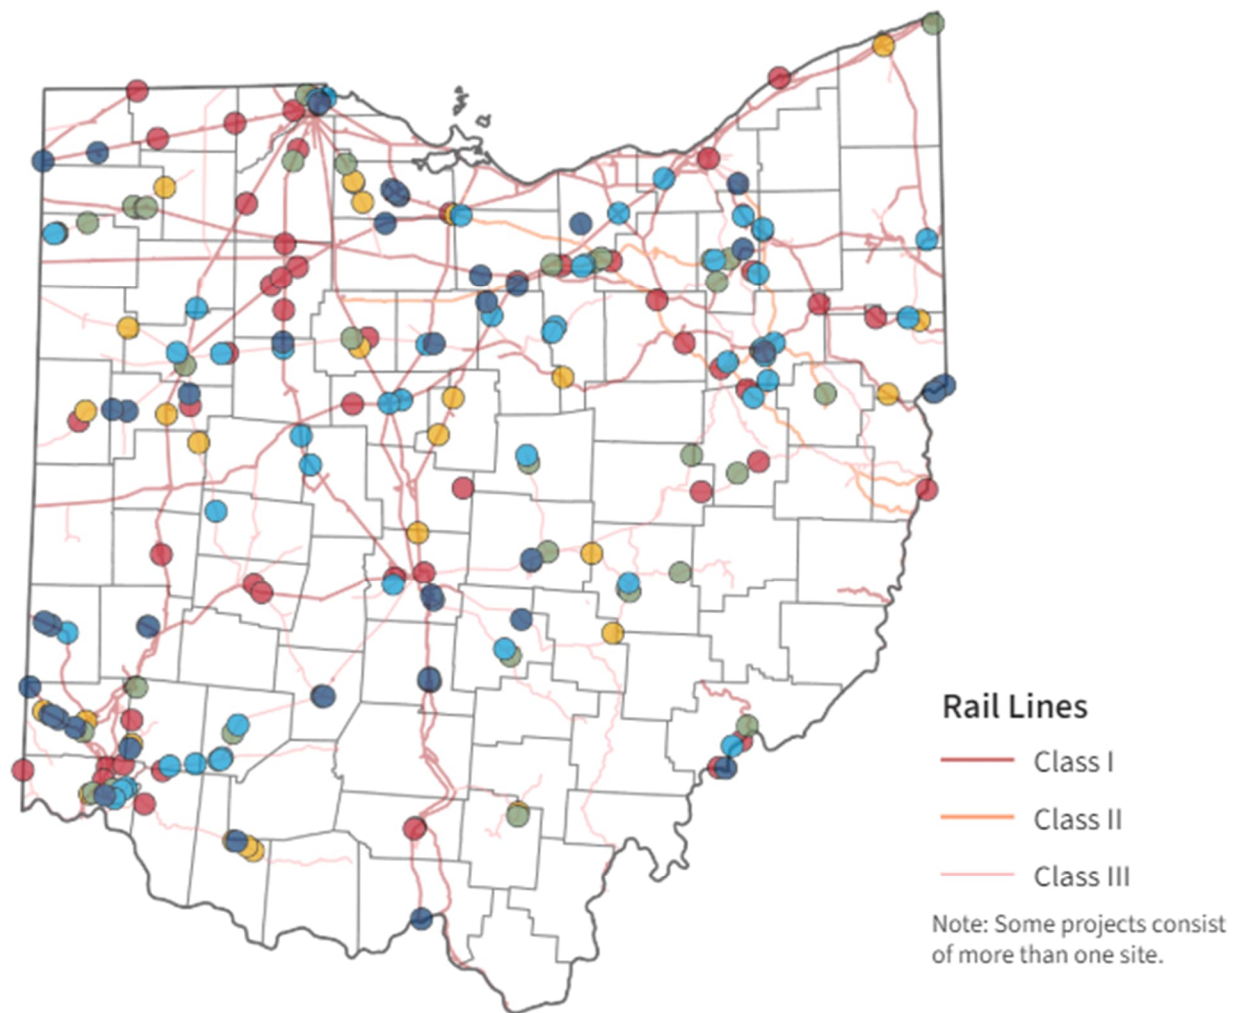 Rail Lines
Class I
Class II
Class III
Note: Some projects consist
of more than one site.